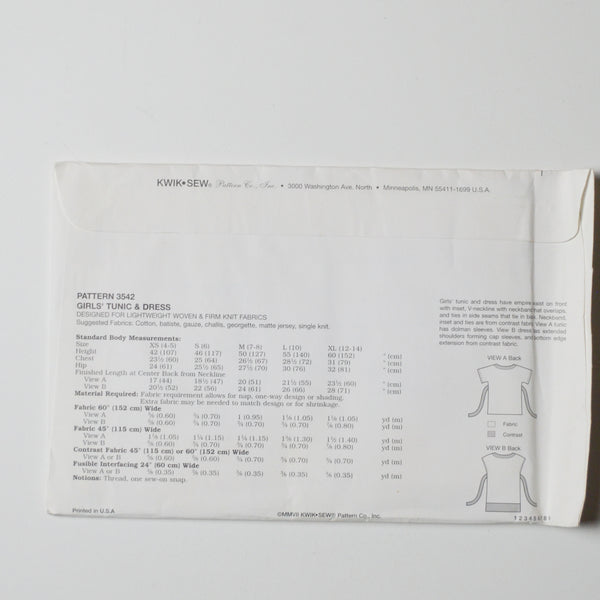 KWIK•SEW® Pattern Co., Inc. • 3000 Washington Ave. North • Minneapolis, MN 55411-1699 U.S.A.
PATTERN 3542
GIRLS' TUNIC & DRESS
DESIGNED FOR LIGHTWEIGHT WOVEN & FIRM KNIT FABRICS
Suggested Fabrics: Cotton, batiste, gauze, challis, georgette, matte jersey, single knit.
Standard Body Measurements:
Size XS (4-5) S (6) M (7-8) L (10) XL (12-14)
Height 42 (107) 46 (117) 50 (127) 55 (140) 60 (152) " (cm)
Chest 23½ (60) 25 (64) 26½ (67) 28½ (72) 31 (79) " (cm)
Hip 24 (61) 25½ (65) 27½ (70) 30 (76) 32 (81) " (cm)
Finished Length at Center Back from Neckline
View A 17 (44) 18½ (47) 20 (51) 21½ (55) 23½ (60) " (cm)
View B 20½ (52) 22 (56) 24 (61) 26 (66) 28 (71) " (cm)
Material Required: Fabric requirement allows for nap, one-way design or shading.
Extra fabric may be needed to match design or for shrinkage.
Fabric 60" (152 cm) Wide
View A ⅝ (0.60) ¾ (0.70) 1 (0.95) 1⅛ (1.05) 1⅛ (1.05) yd (m)
View B ⅝ (0.60) ¾ (0.70) ¾ (0.70) ¾ (0.70) ⅞ (0.80) yd (m)
Fabric 45" (115 cm) Wide
View A 1⅛ (1.05) 1¼ (1.15) 1¼ (1.15) 1⅜ (1.30) 1½ (1.40) yd (m)
View B ¾ (0.70) ¾ (0.70) ¾ (0.70) ¾ (0.70) ⅞ (0.80) yd (m)
Contrast Fabric 45" (115 cm) or 60" (152 cm) Wide
View A or B ⅝ (0.60) ⅝ (0.60) ¾ (0.70) ¾ (0.70) ¾ (0.70) yd (m)
Fusible Interfacing 24" (60 cm) Wide
View A or B ⅜ (0.35) ⅜ (0.35) ⅜ (0.35) ⅜ (0.35) ⅜ (0.35) yd (m)
Notions: Thread, one sew-on snap.
Printed in U.S.A
©MMVII KWIK•SEW® Pattern Co., Inc.
Girls' tunic and dress have empire seam on front
with inset, V-neckline with neckband that overlaps,
and ties in side seams that tie in back. Neckband,
inset and ties are from contrast fabric. View A tunic
has dolman sleeves. View B dress has extended
shoulders forming cap sleeves, and bottom edge
extension from contrast fabric.
VIEW A Back
Fabric
Contrast
VIEW B Back